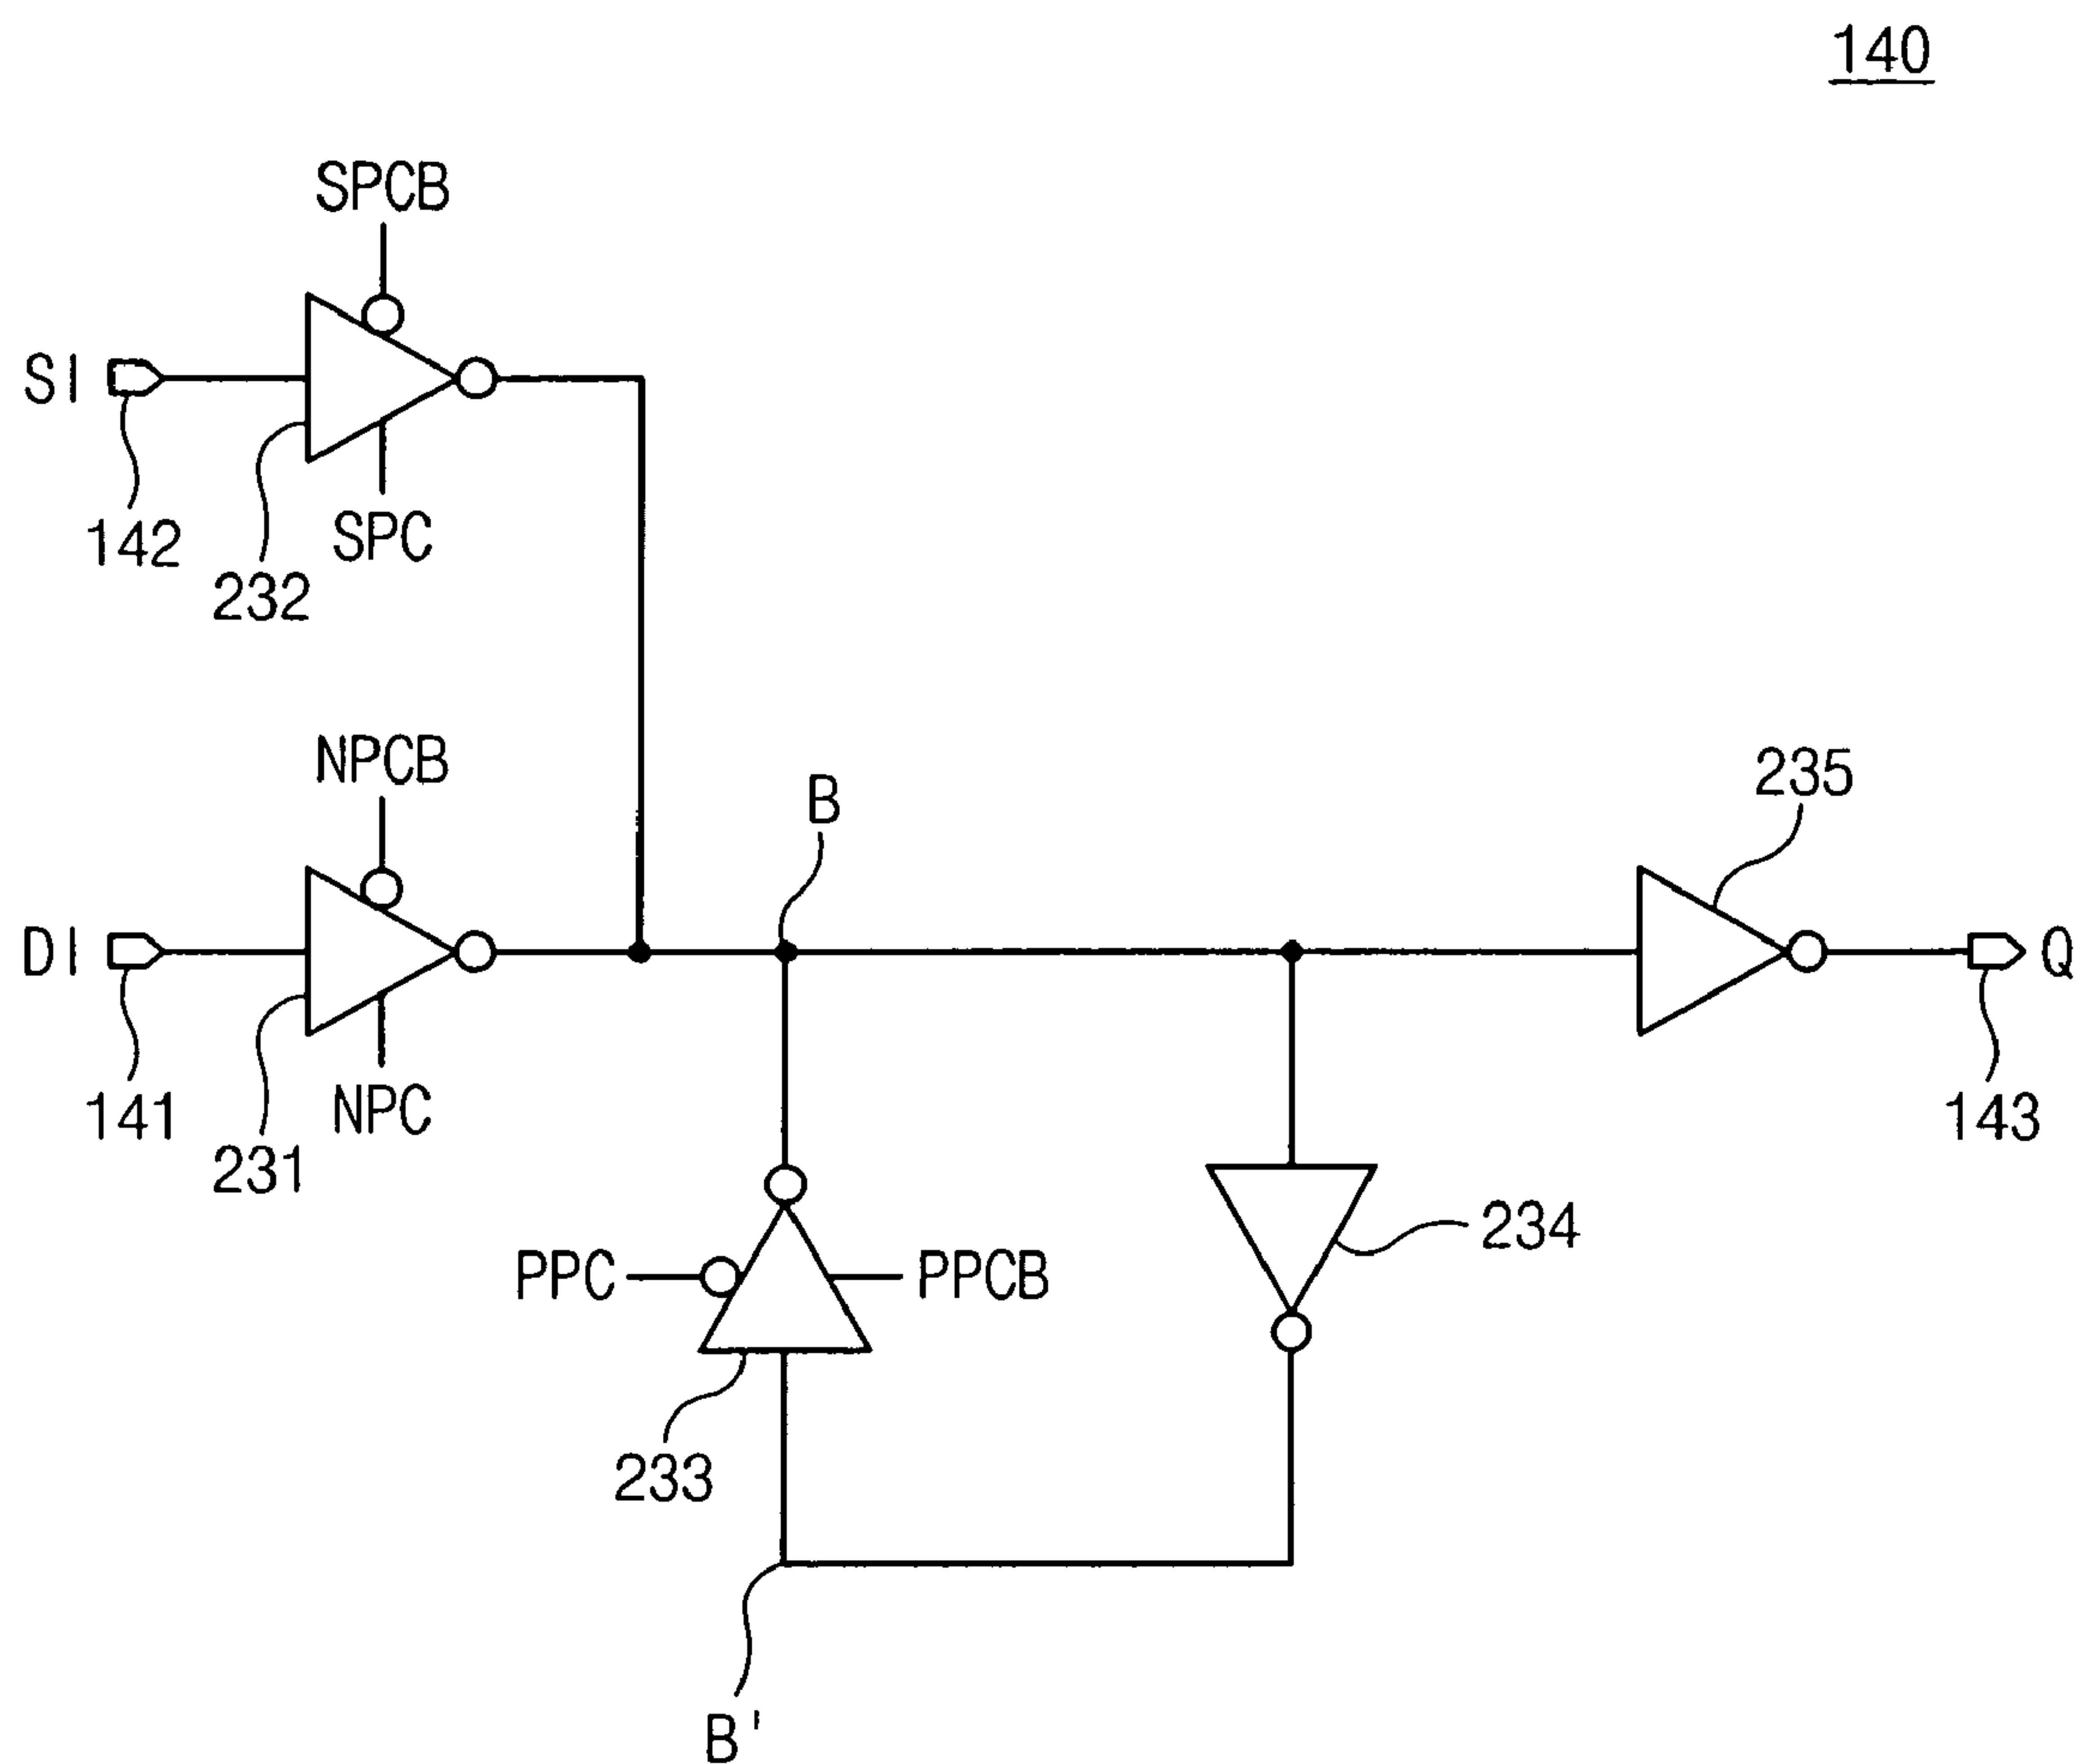 140
SPCB
SI
142
232
SPC
NPCB
B
235
DI
Q
141
231
NPC
143
PPC
PPCB
234
233
B'